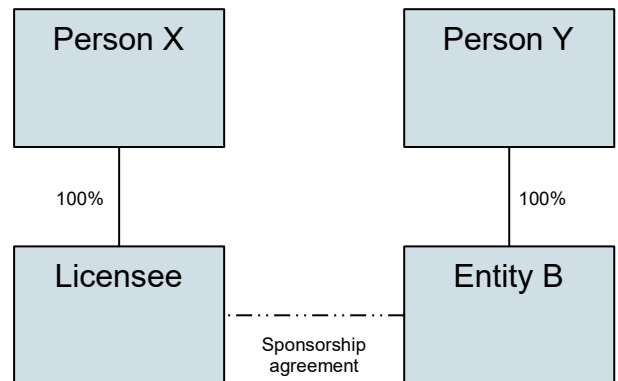 Person X
Person Y
100%
100%
Licensee
Entity B
Sponsorship
agreement